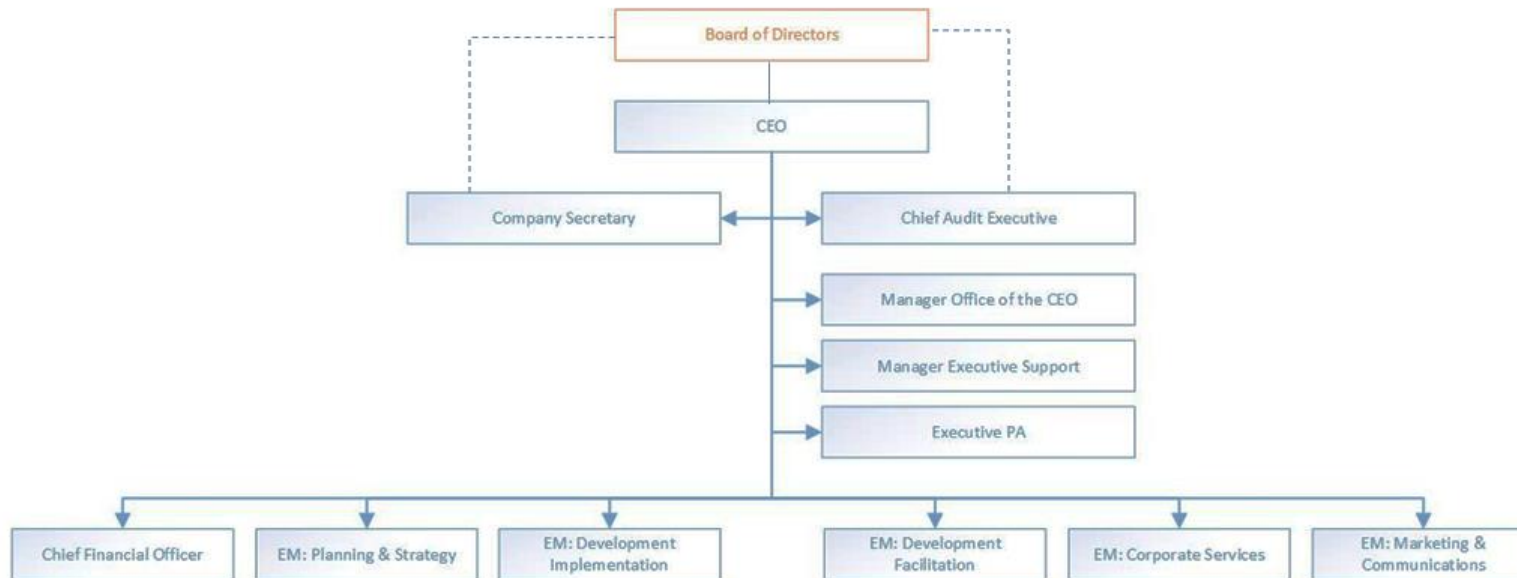 Board of Directors
CEO
Company Secretary
Chief Audit Executive
Manager Office of the CEO
Manager Executive Support
Executive PA
Chief Financial Officer
EM: Planning & Strategy
EM: Development
Implementation
EM: Development
Facilitation
EM: Corporate Services
EM: Marketing &
Communications